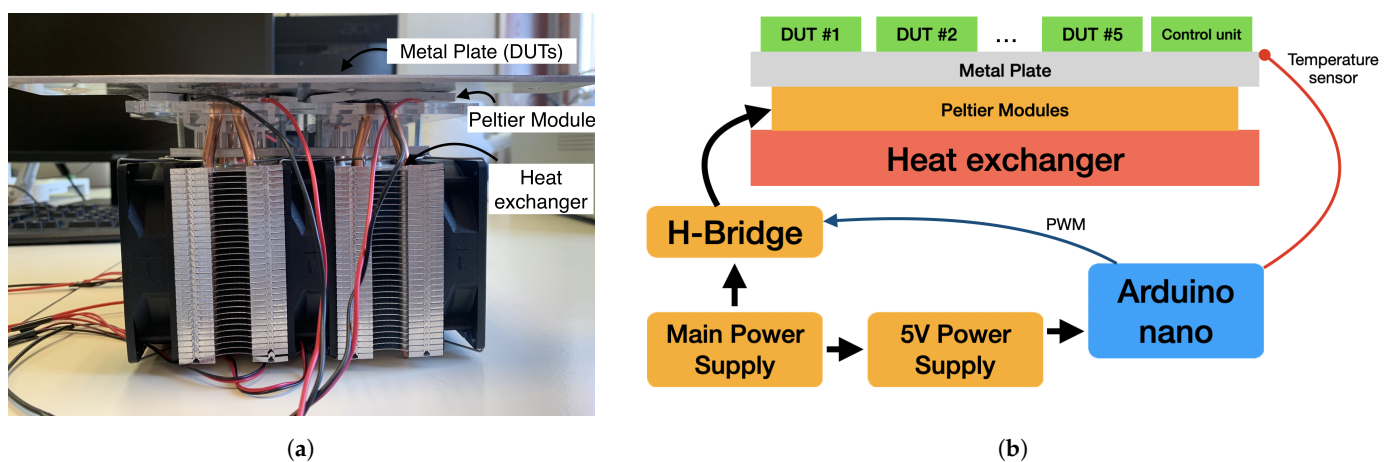 Metal Plate (DUTs)
Peltier Module
Heat
exchanger
(a)
DUT #1
DUT #2
...
DUT #5
Control unit
Metal Plate
Temperature
sensor
Peltier Modules
Heat exchanger
H-Bridge
PWM
Arduino
nano
Main Power
Supply
5V Power
Supply
(b)